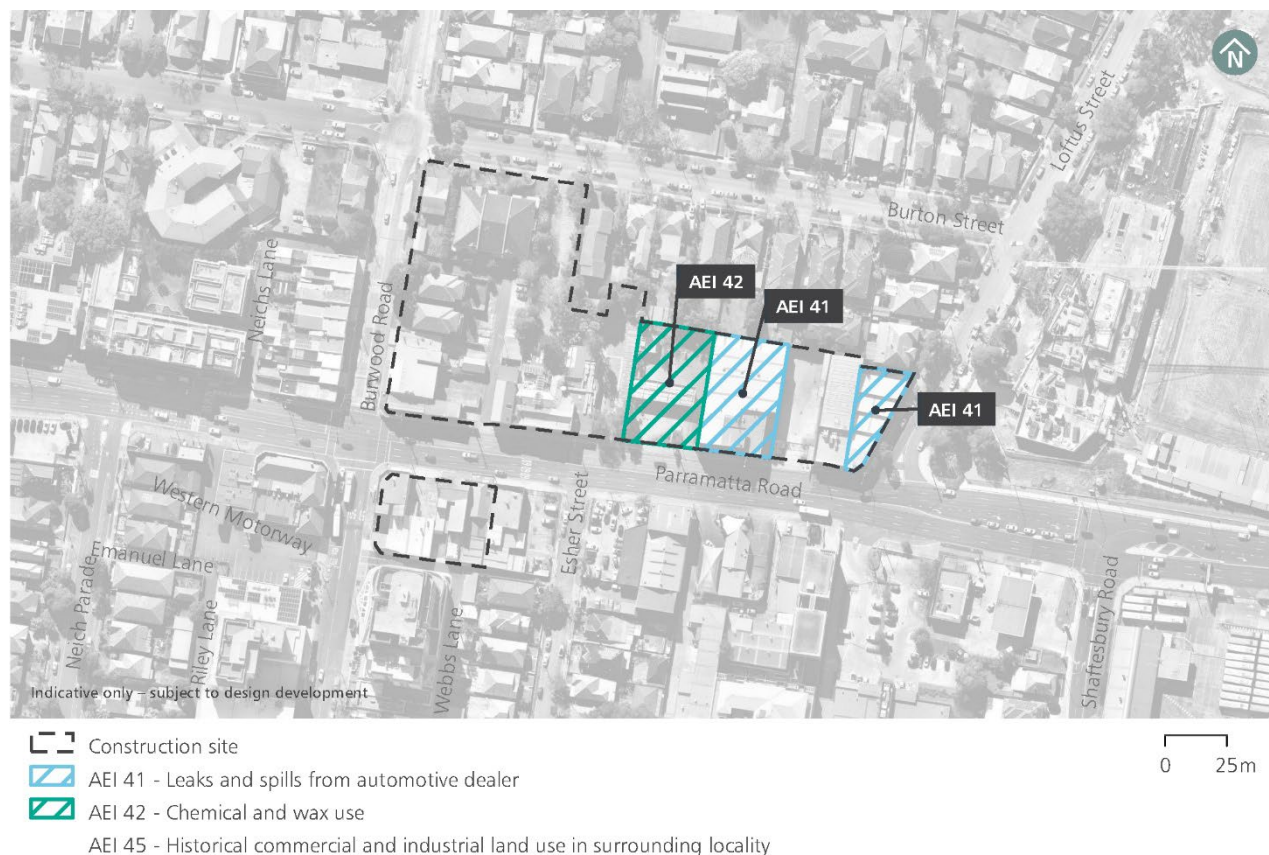 N
Loftus Street
Burton Street
Neichs Lane
Burwood Road
AEI 42
AEI 41
AEI 41
Parramatta Road
Western Motorway
Esher Street
Emanuel Lane
Neich Parade
Riley Lane
Webbs Lane
Shaftesbury Road
Indicative only – subject to design development
Construction site
0 25m
AEI 41 - Leaks and spills from automotive dealer
AEI 42 - Chemical and wax use
AEI 45 - Historical commercial and industrial land use in surrounding locality